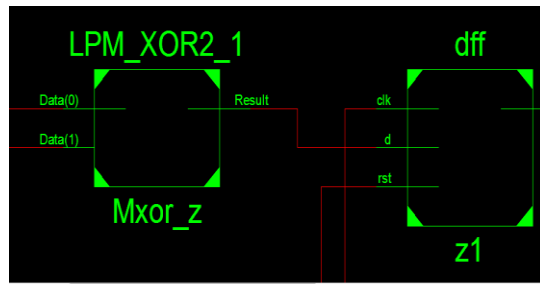 LPM_XOR2_1
Data(0)
Result
Data(1)
Mxor_z
dff
clk
d
rst
z1